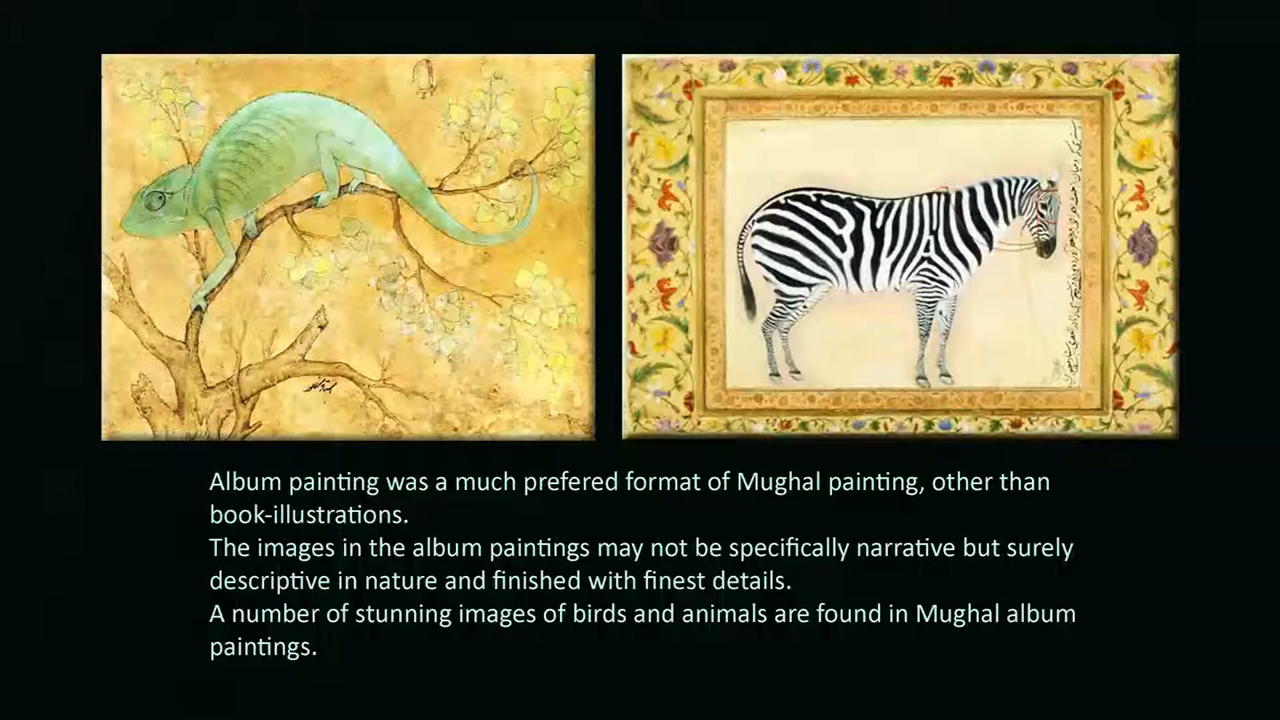 Album painting was a much prefered format of Mughal painting, other than
book-illustrations.
The images in the album paintings may not be specifically narrative but surely
descriptive in nature and finished with finest details.
A number of stunning images of birds and animals are found in Mughal album
paintings.